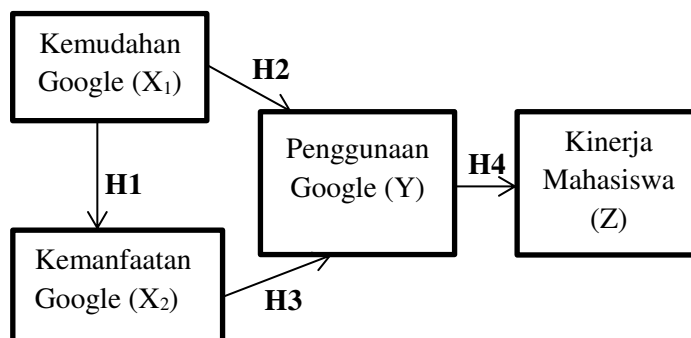 Kemudahan
Google (X₁)
H2
H1
Penggunaan
Google (Y)
H4
Kinerja
Mahasiswa
(Z)
Kemanfaatan
Google (X₂)
H3